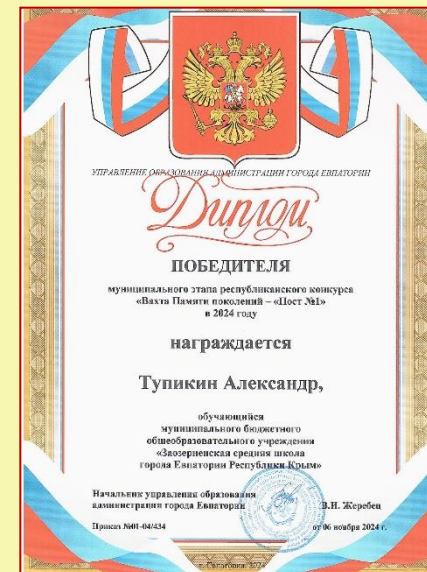 УПРАВЛЕНИЕ ОБРАЗОВАНИЯ АДМИНИСТРАЦИИ ГОРОДА ЕВПАТОРИИ
Диплом
ПОБЕДИТЕЛЯ
муниципального этапа республиканского конкурса
«Вахта Памяти поколений – «Пост №1»
в 2024 году
награждается
Тупикин Александр,
обучающийся
муниципального бюджетного
общеобразовательного учреждения
«Заозерненская средняя школа
города Евпатории Республики Крым»
Начальник управления образования
администрации города Евпатории В.И. Жеребец
Приказ №01-04/434 от 06 ноября 2024 г.
г. Евпатория, 2024